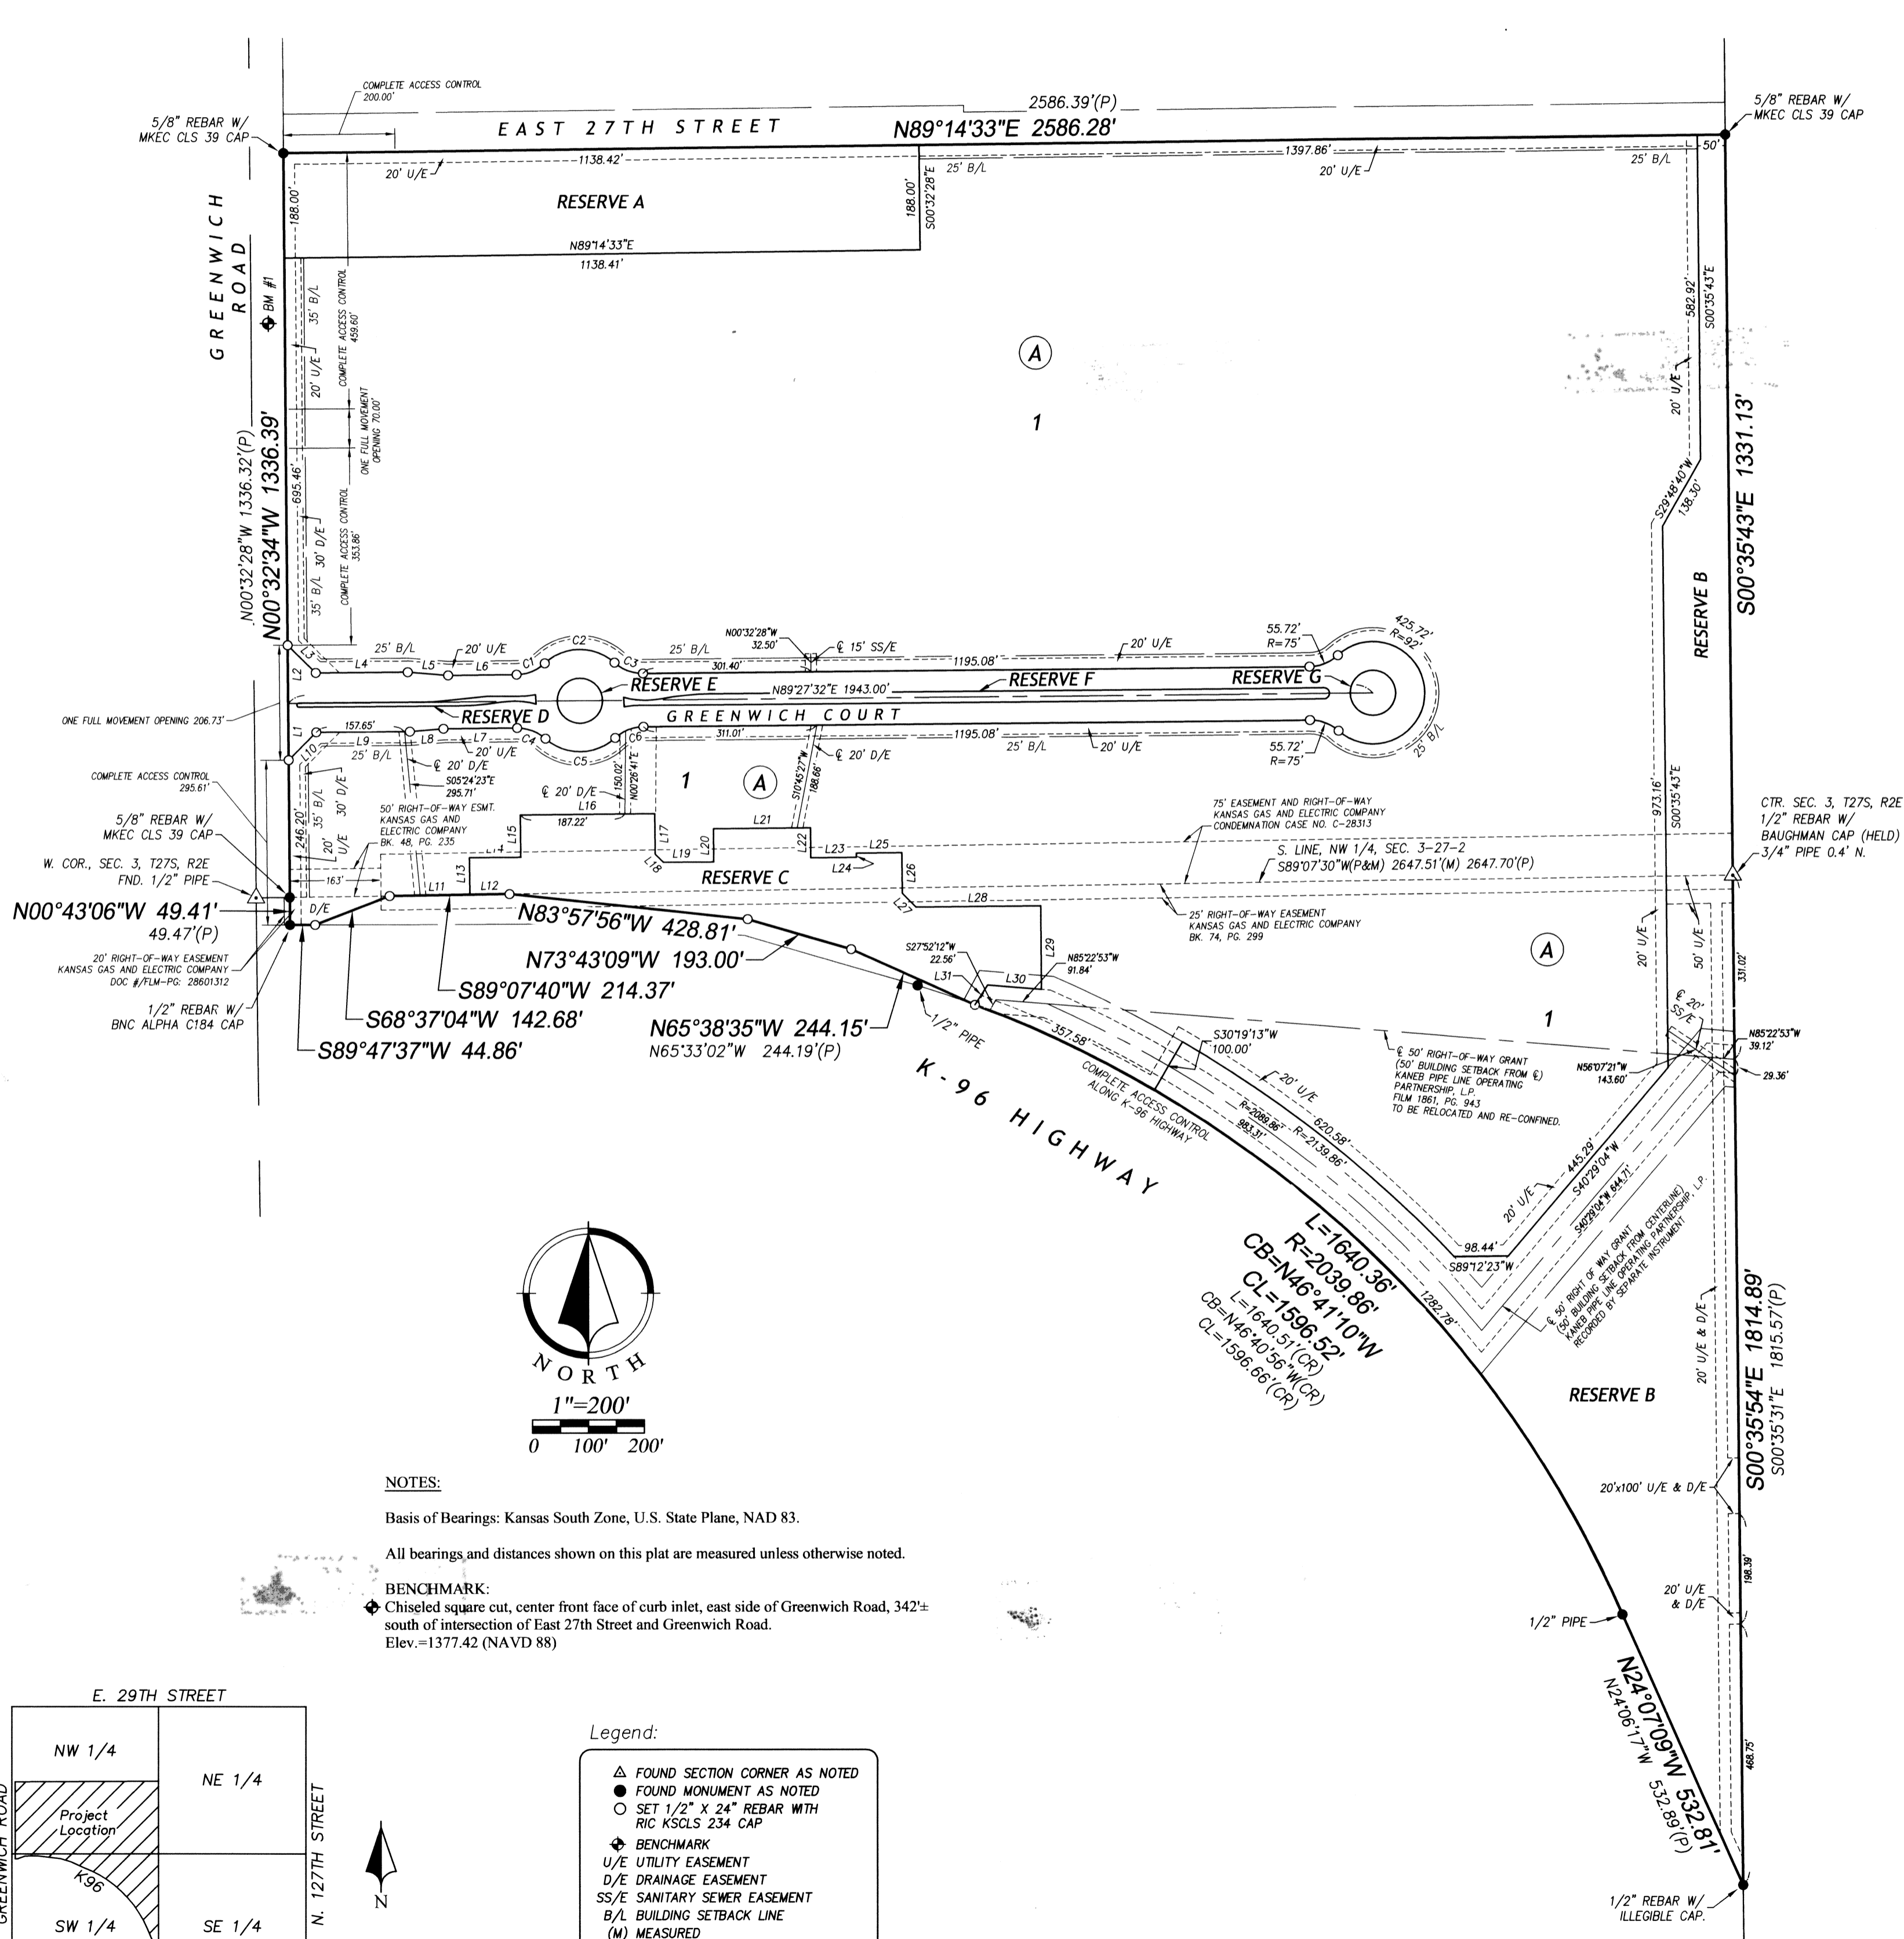 COMPLETE ACCESS CONTROL
200.00'
5/8" REBAR W/
MKEC CLS 39 CAP
2586.39'(P)
EAST 27TH STREET
N89°14'33"E 2586.28'
5/8" REBAR W/
MKEC CLS 39 CAP
1138.42'
20' U/E
25' B/L
1397.86'
20' U/E
25' B/L
50'
188.00'
RESERVE A
188.00'
S00°32'28"E
N89°14'33"E
1138.41'
GREENWICH
ROAD
BM #1
35' B/L
20' U/E
COMPLETE ACCESS CONTROL
459.60'
ONE FULL MOVEMENT
OPENING 70.00'
COMPLETE ACCESS CONTROL
353.86'
695.46'
35' B/L 30' D/E
N00°32'28"W 1336.32'(P)
N00°32'34"W 1336.39'
A
1
582.92'
S00°35'43"E
20' U/E
S29°48'40"W
138.30'
S00°35'43"E 1331.13'
RESERVE B
L3
L2
25' B/L
L4
20' U/E
L5
L6
C1
C2
C3
25' B/L
N00°32'28"W
32.50'
℄ 15' SS/E
301.40'
1195.08'
20' U/E
55.72'
R=75'
425.72'
R=92'
RESERVE E
N89°27'32"E 1943.00'
RESERVE F
RESERVE G
RESERVE D
GREENWICH COURT
ONE FULL MOVEMENT OPENING 206.73'
L1
157.65'
L10
L9
25' B/L
L8
L7
20' U/E
C4
C5
C6
311.01'
1195.08'
25' B/L
20' U/E
55.72'
R=75'
25' B/L
℄ 20' D/E
S05°24'23"E
295.71'
℄ 20' D/E
150.02'
N00°26'41"E
1
A
S10°45'27"W
188.66'
℄ 20' D/E
COMPLETE ACCESS CONTROL
295.61'
5/8" REBAR W/
MKEC CLS 39 CAP
W. COR., SEC. 3, T27S, R2E
FND. 1/2" PIPE
246.20'
35' B/L
20'
U/E
30' D/E
50' RIGHT-OF-WAY ESMT.
KANSAS GAS AND
ELECTRIC COMPANY
BK. 48, PG. 235
163'
D/E
L16
187.22'
L15
L13
L17
L18
L19
L20
L21
L22
L23
L24
L25
L26
L27
L28
L29
L11
L12
RESERVE C
75' EASEMENT AND RIGHT-OF-WAY
KANSAS GAS AND ELECTRIC COMPANY
CONDEMNATION CASE NO. C-28313
S. LINE, NW 1/4, SEC. 3-27-2
S89°07'30"W(P&M) 2647.51'(M) 2647.70'(P)
973.16'
S00°35'43"E
CTR. SEC. 3, T27S, R2E
1/2" REBAR W/
BAUGHMAN CAP (HELD)
3/4" PIPE 0.4' N.
N00°43'06"W 49.41'
49.47'(P)
20' RIGHT-OF-WAY EASEMENT
KANSAS GAS AND ELECTRIC COMPANY
DOC #/FLM-PG: 28601312
1/2" REBAR W/
BNC ALPHA C184 CAP
N83°57'56"W 428.81'
N73°43'09"W 193.00'
S89°07'40"W 214.37'
S68°37'04"W 142.68'
S89°47'37"W 44.86'
N65°38'35"W 244.15'
N65°33'02"W 244.19'(P)
1/2" PIPE
25' RIGHT-OF-WAY EASEMENT
KANSAS GAS AND ELECTRIC COMPANY
BK. 74, PG. 299
S27°52'12"W
22.56'
L31
L30
N85°22'53"W
91.84'
A
1
20' U/E
50' U/E
331.02'
℄ 20'
SS/E
N85°22'53"W
39.12'
29.36'
N56°07'21"W
143.60'
357.58'
S30°19'13"W
100.00'
℄ 50' RIGHT-OF-WAY GRANT
(50' BUILDING SETBACK FROM ℄)
KANEB PIPE LINE OPERATING
PARTNERSHIP, L.P.
FILM 1861, PG. 943
TO BE RELOCATED AND RE-CONFINED.
K-96 HIGHWAY
COMPLETE ACCESS CONTROL
ALONG K-96 HIGHWAY
20' U/E
620.58'
R=2139.86'
R=2089.86'
983.31'
445.29'
S40°29'04"W
20' U/E
S40°29'04"W 644.71'
98.44'
S89°12'23"W
℄ 50' RIGHT OF WAY GRANT
(50' BUILDING SETBACK FROM CENTERLINE)
KANEB PIPE LINE OPERATING PARTNERSHIP, L.P.
RECORDED BY SEPARATE INSTRUMENT
L=1640.36'
R=2039.86'
CB=N46°41'10"W
CL=1596.52'
L=1640.51'(CR)
CB=N46°40'56"W(CR)
CL=1596.66'(CR)
1282.78'
20' U/E & D/E
S00°35'54"E 1814.89'
S00°35'31"E 1815.57'(P)
RESERVE B
20'x100' U/E & D/E
198.39'
20' U/E
& D/E
1/2" PIPE
468.75'
N24°07'09"W 532.81'
N24°06'17"W 532.89'(P)
1/2" REBAR W/
ILLEGIBLE CAP.
NORTH
1"=200'
0 100' 200'
NOTES:
Basis of Bearings: Kansas South Zone, U.S. State Plane, NAD 83.
All bearings and distances shown on this plat are measured unless otherwise noted.
BENCHMARK:
Chiseled square cut, center front face of curb inlet, east side of Greenwich Road, 342'±
south of intersection of East 27th Street and Greenwich Road.
Elev.=1377.42 (NAVD 88)
E. 29TH STREET
NW 1/4
NE 1/4
Project
Location
K96
SW 1/4
SE 1/4
GREENWICH ROAD
N. 127TH STREET
N
Legend:
FOUND SECTION CORNER AS NOTED
FOUND MONUMENT AS NOTED
SET 1/2" X 24" REBAR WITH
RIC KSCLS 234 CAP
BENCHMARK
U/E UTILITY EASEMENT
D/E DRAINAGE EASEMENT
SS/E SANITARY SEWER EASEMENT
B/L BUILDING SETBACK LINE
(M) MEASURED